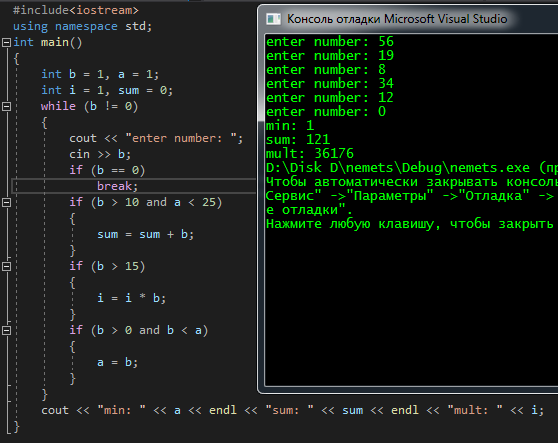 #include<iostream>
using namespace std;
int main()
{
    int b = 1, a = 1;
    int i = 1, sum = 0;
    while (b != 0)
    {
        cout << "enter number: ";
        cin >> b;
        if (b == 0)
            break;
        if (b > 10 and a < 25)
        {
            sum = sum + b;
        }
        if (b > 15)
        {
            i = i * b;
        }
        if (b > 0 and b < a)
        {
            a = b;
        }
    }
    cout << "min: " << a << endl << "sum: " << sum << endl << "mult: " << i;
}
Консоль отладки Microsoft Visual Studio
enter number: 56
enter number: 19
enter number: 8
enter number: 34
enter number: 12
enter number: 0
min: 1
sum: 121
mult: 36176
D:\Disk D\nemets\Debug\nemets.exe (пр
Чтобы автоматически закрывать консоль
Сервис" ->"Параметры" ->"Отладка" ->
е отладки".
Нажмите любую клавишу, чтобы закрыть